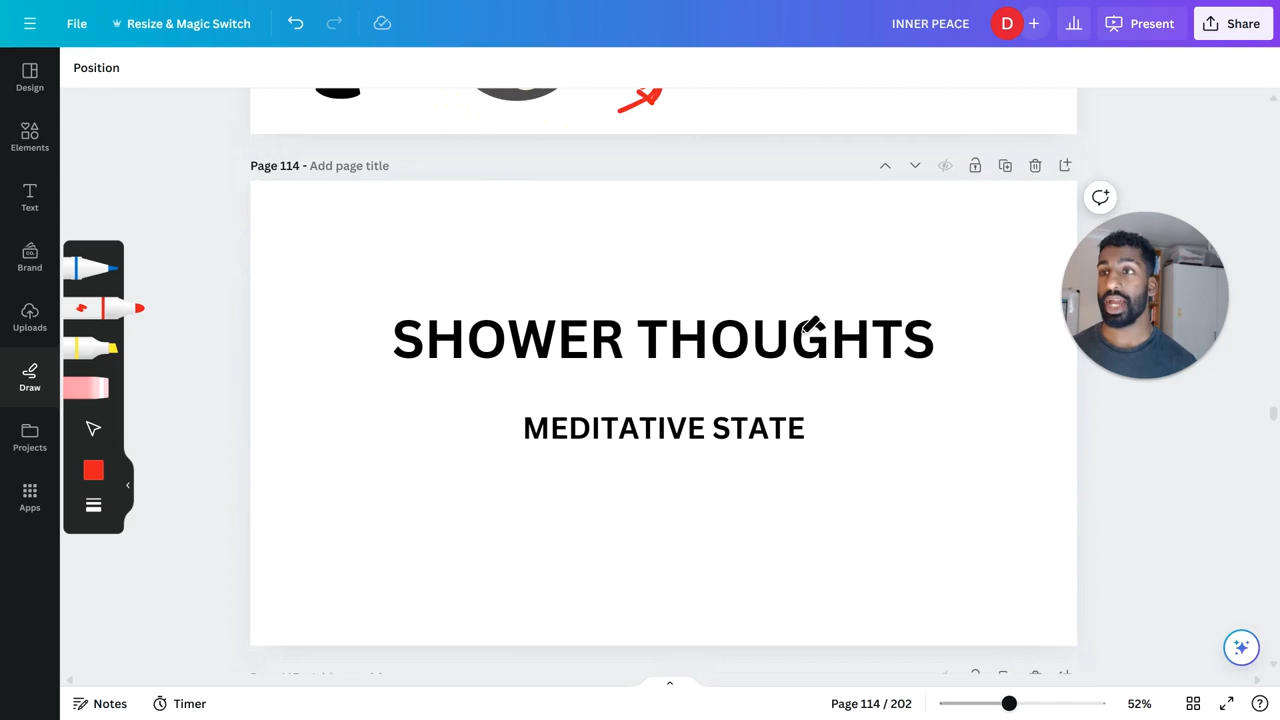 File
Resize & Magic Switch
INNER PEACE
D
Present
Share
Position
Design
Elements
Text
Brand
Uploads
Draw
Projects
Apps
Page 114 - Add page title
SHOWER THOUGHTS
MEDITATIVE STATE
Notes
Timer
Page 114 / 202
52%